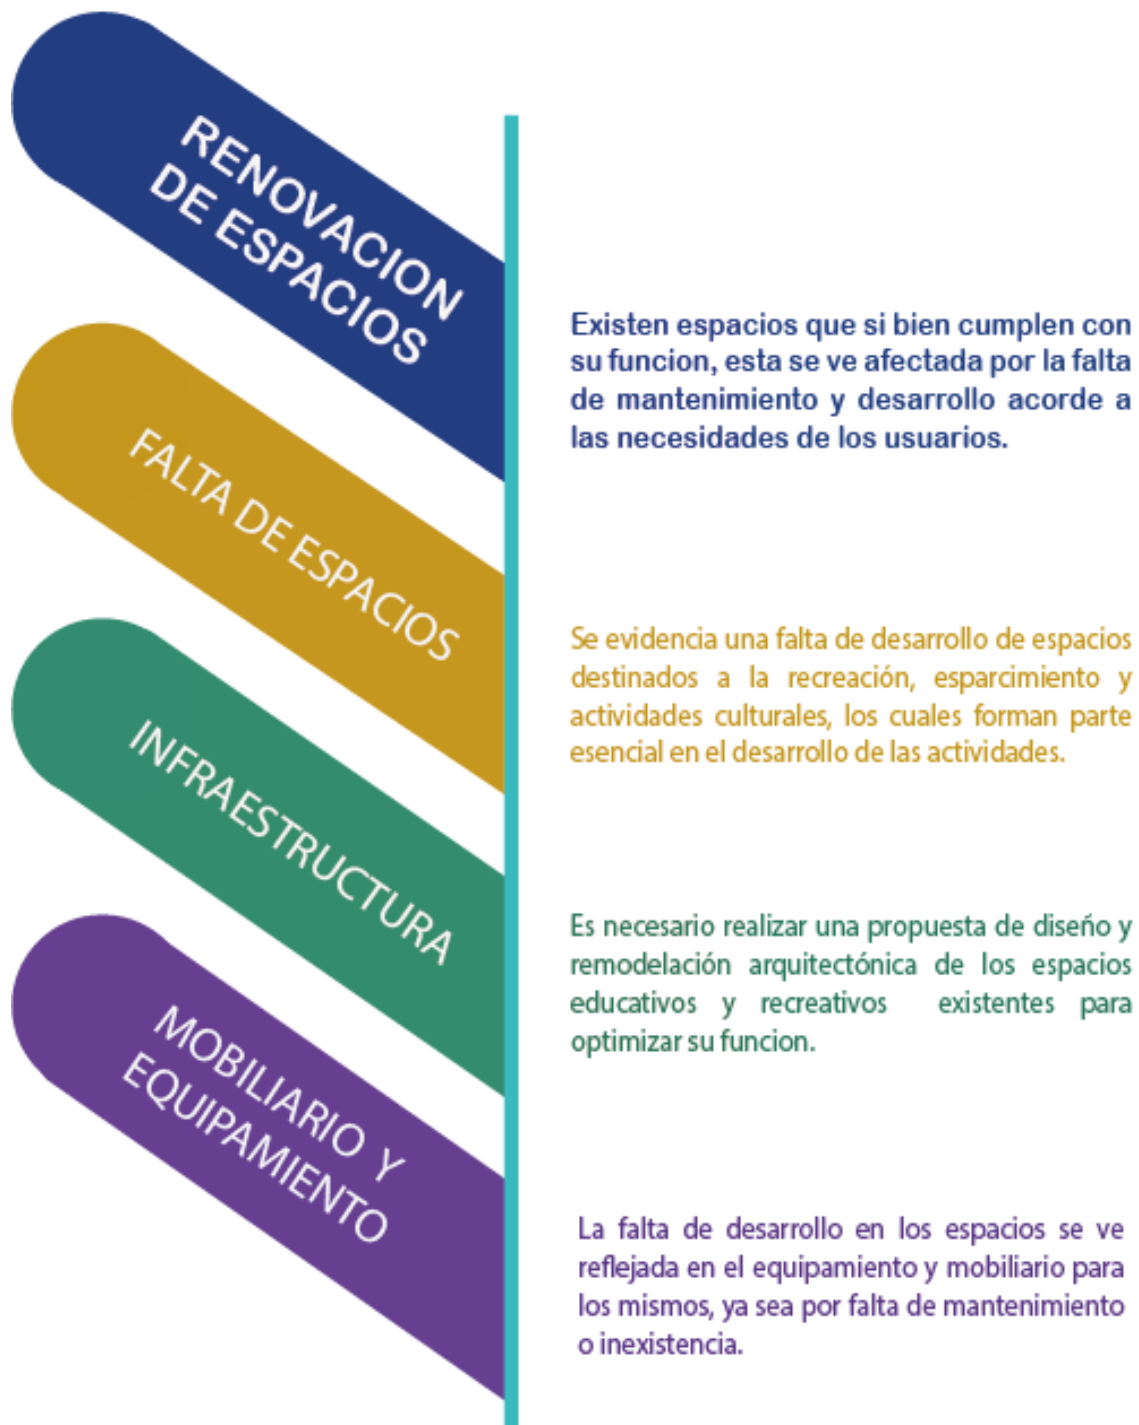 RENOVACION
DE ESPACIOS
Existen espacios que si bien cumplen con
su funcion, esta se ve afectada por la falta
de mantenimiento y desarrollo acorde a
las necesidades de los usuarios.
FALTA DE ESPACIOS
Se evidencia una falta de desarrollo de espacios
destinados a la recreación, esparcimiento y
actividades culturales, los cuales forman parte
esencial en el desarrollo de las actividades.
INFRAESTRUCTURA
Es necesario realizar una propuesta de diseño y
remodelación arquitectónica de los espacios
educativos y recreativos existentes para
optimizar su funcion.
MOBILIARIO Y
EQUIPAMIENTO
La falta de desarrollo en los espacios se ve
reflejada en el equipamiento y mobiliario para
los mismos, ya sea por falta de mantenimiento
o inexistencia.